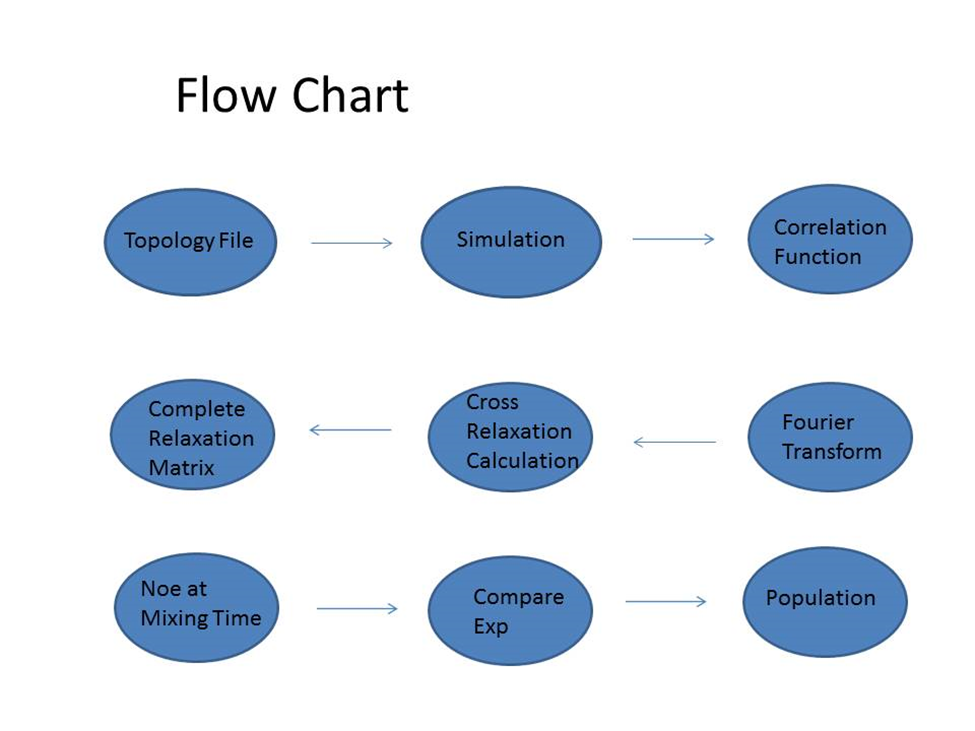 Flow Chart
Topology File
Simulation
Correlation
Function
Complete
Relaxation
Matrix
Cross
Relaxation
Calculation
Fourier
Transform
Noe at
Mixing Time
Compare
Exp
Population